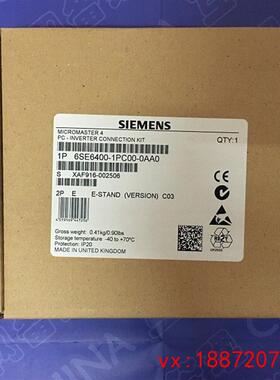 SIEMENS
MICROMASTER 4
PC - INVERTER CONNECTION KIT
QTY:1
1P 6SE6400-1PC00-0AA0
S XAF916-002506
2P E E-STAND (VERSION) C03
Gross weight: 0.41kg/0.90lbs
Storage temperature -40 to +70°C
Protection: IP20
MADE IN UNITED KINGDOM
vx:1887207